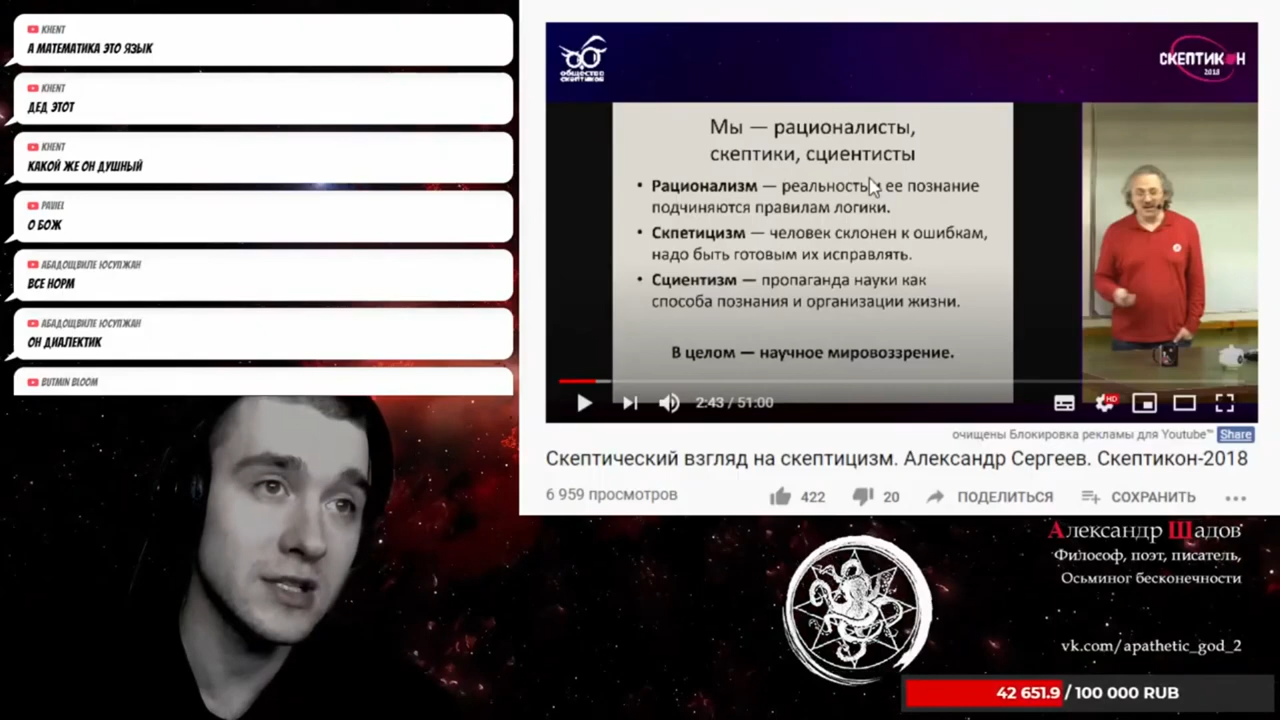 KHENT
А МАТЕМАТИКА ЭТО ЯЗЫК
KHENT
ДЕД ЭТОТ
KHENT
КАКОЙ ЖЕ ОН ДУШНЫЙ
PAVEL
О БОЖ
АБАДОЩВИЛЕ ЮСУПЖАН
ВСЕ НОРМ
АБАДОЩВИЛЕ ЮСУПЖАН
ОН ДИАЛЕКТИК
BUTMIN BLOOM
общество
скептиков
СКЕПТИКОН
2018
Мы — рационалисты,
скептики, сциентисты
• Рационализм — реальность ее познание
подчиняются правилам логики.
• Скпетицизм — человек склонен к ошибкам,
надо быть готовым их исправлять.
• Сциентизм — пропаганда науки как
способа познания и организации жизни.
В целом — научное мировоззрение.
2:43 / 51:00
HD
очищены Блокировка рекламы для Youtube™ Share
Скептический взгляд на скептицизм. Александр Сергеев. Скептикон-2018
6 959 просмотров
422
20
ПОДЕЛИТЬСЯ
СОХРАНИТЬ
Александр Шадов
Философ, поэт, писатель,
Осьминог бесконечности
vk.com/apathetic_god_2
42 651.9 / 100 000 RUB